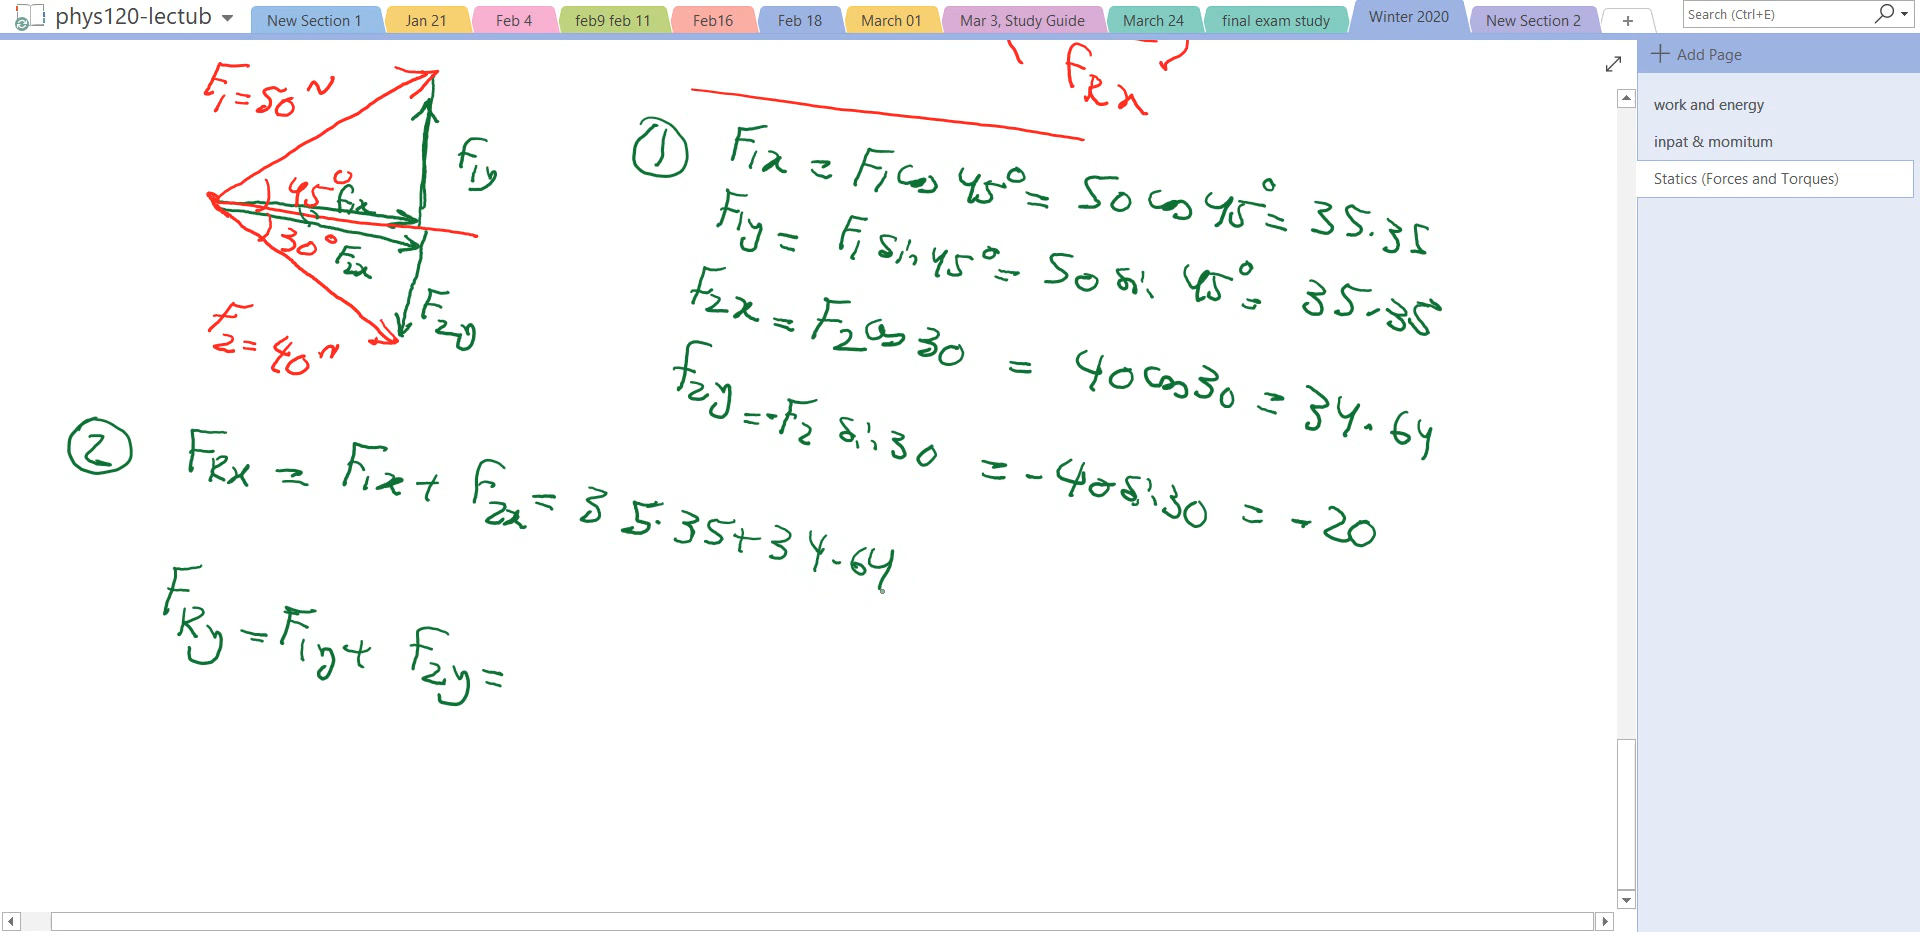 phys120-lectub
New Section 1
Jan 21
Feb 4
feb9 feb 11
Feb16
Feb 18
March 01
Mar 3, Study Guide
March 24
final exam study
Winter 2020
New Section 2
+
Search (Ctrl+E)
Add Page
work and energy
inpat & momitum
Statics (Forces and Torques)
FRx
F1 = 50 N
F1y
45° F1x
30° F2x
F2y
F2 = 40 N
① F1x = F1 cos 45° = 50 cos 45° = 35.35
F1y = F1 sin 45° = 50 sin 45° = 35.35
F2x = F2 cos 30 = 40 cos 30 = 34.64
F2y = -F2 sin 30 = -40 sin 30 = -20
② FRx = F1x + F2x = 35.35 + 34.64
FRy = F1y + F2y =